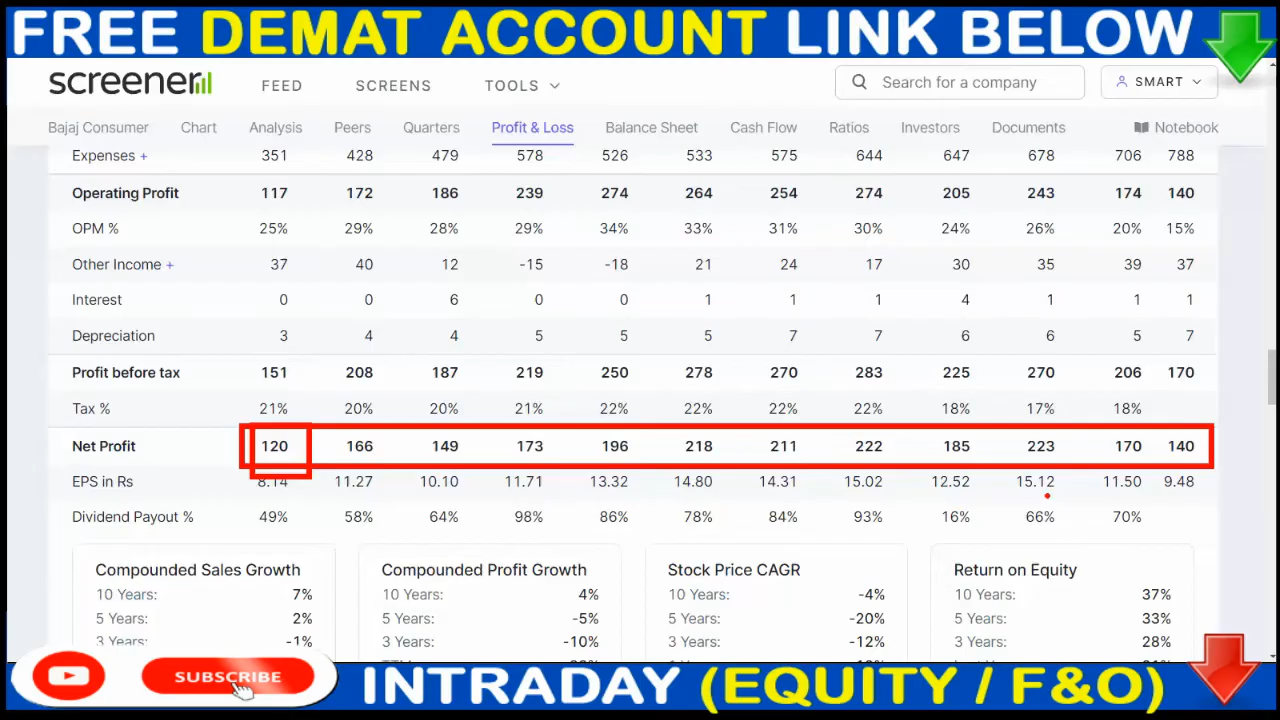 FREE DEMAT ACCOUNT LINK BELOW
screener FEED SCREENS TOOLS Search for a company SMART
Bajaj Consumer Chart Analysis Peers Quarters Profit & Loss Balance Sheet Cash Flow Ratios Investors Documents Notebook
Expenses + 351 428 479 578 526 533 575 644 647 678 706 788
Operating Profit 117 172 186 239 274 264 254 274 205 243 174 140
OPM % 25% 29% 28% 29% 34% 33% 31% 30% 24% 26% 20% 15%
Other Income + 37 40 12 -15 -18 21 24 17 30 35 39 37
Interest 0 0 6 0 0 1 1 1 4 1 1 1
Depreciation 3 4 4 5 5 5 7 7 6 6 5 7
Profit before tax 151 208 187 219 250 278 270 283 225 270 206 170
Tax % 21% 20% 20% 21% 22% 22% 22% 22% 18% 17% 18%
Net Profit 120 166 149 173 196 218 211 222 185 223 170 140
EPS in Rs 8.14 11.27 10.10 11.71 13.32 14.80 14.31 15.02 12.52 15.12 11.50 9.48
Dividend Payout % 49% 58% 64% 98% 86% 78% 84% 93% 16% 66% 70%
Compounded Sales Growth Compounded Profit Growth Stock Price CAGR Return on Equity
10 Years: 7% 10 Years: 4% 10 Years: -4% 10 Years: 37%
5 Years: 2% 5 Years: -5% 5 Years: -20% 5 Years: 33%
3 Years: -1% 3 Years: -10% 3 Years: -12% 3 Years: 28%
SUBSCRIBE INTRADAY (EQUITY / F&O)